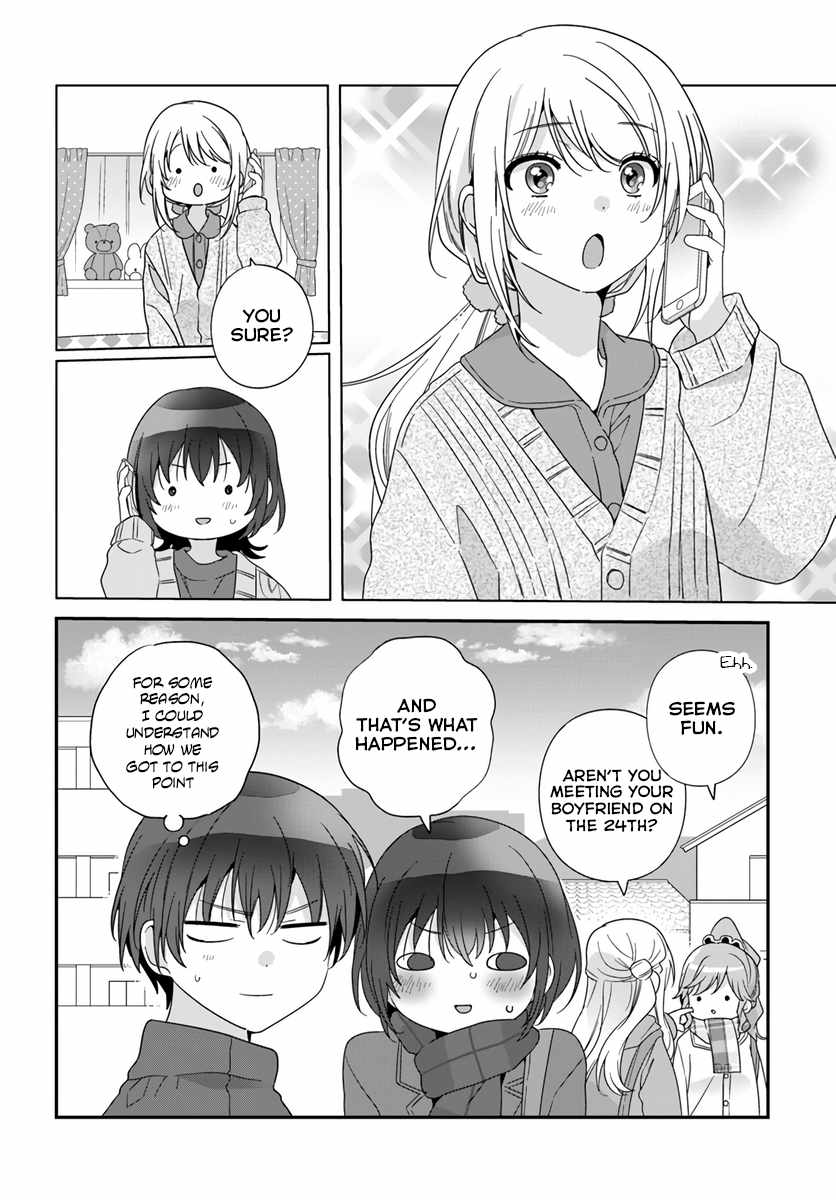 YOU
SURE?
Ehh.
SEEMS
FUN.
AREN'T YOU
MEETING YOUR
BOYFRIEND ON
THE 24TH?
AND
THAT'S WHAT
HAPPENED...
FOR SOME
REASON,
I COULD
UNDERSTAND
HOW WE
GOT TO THIS
POINT